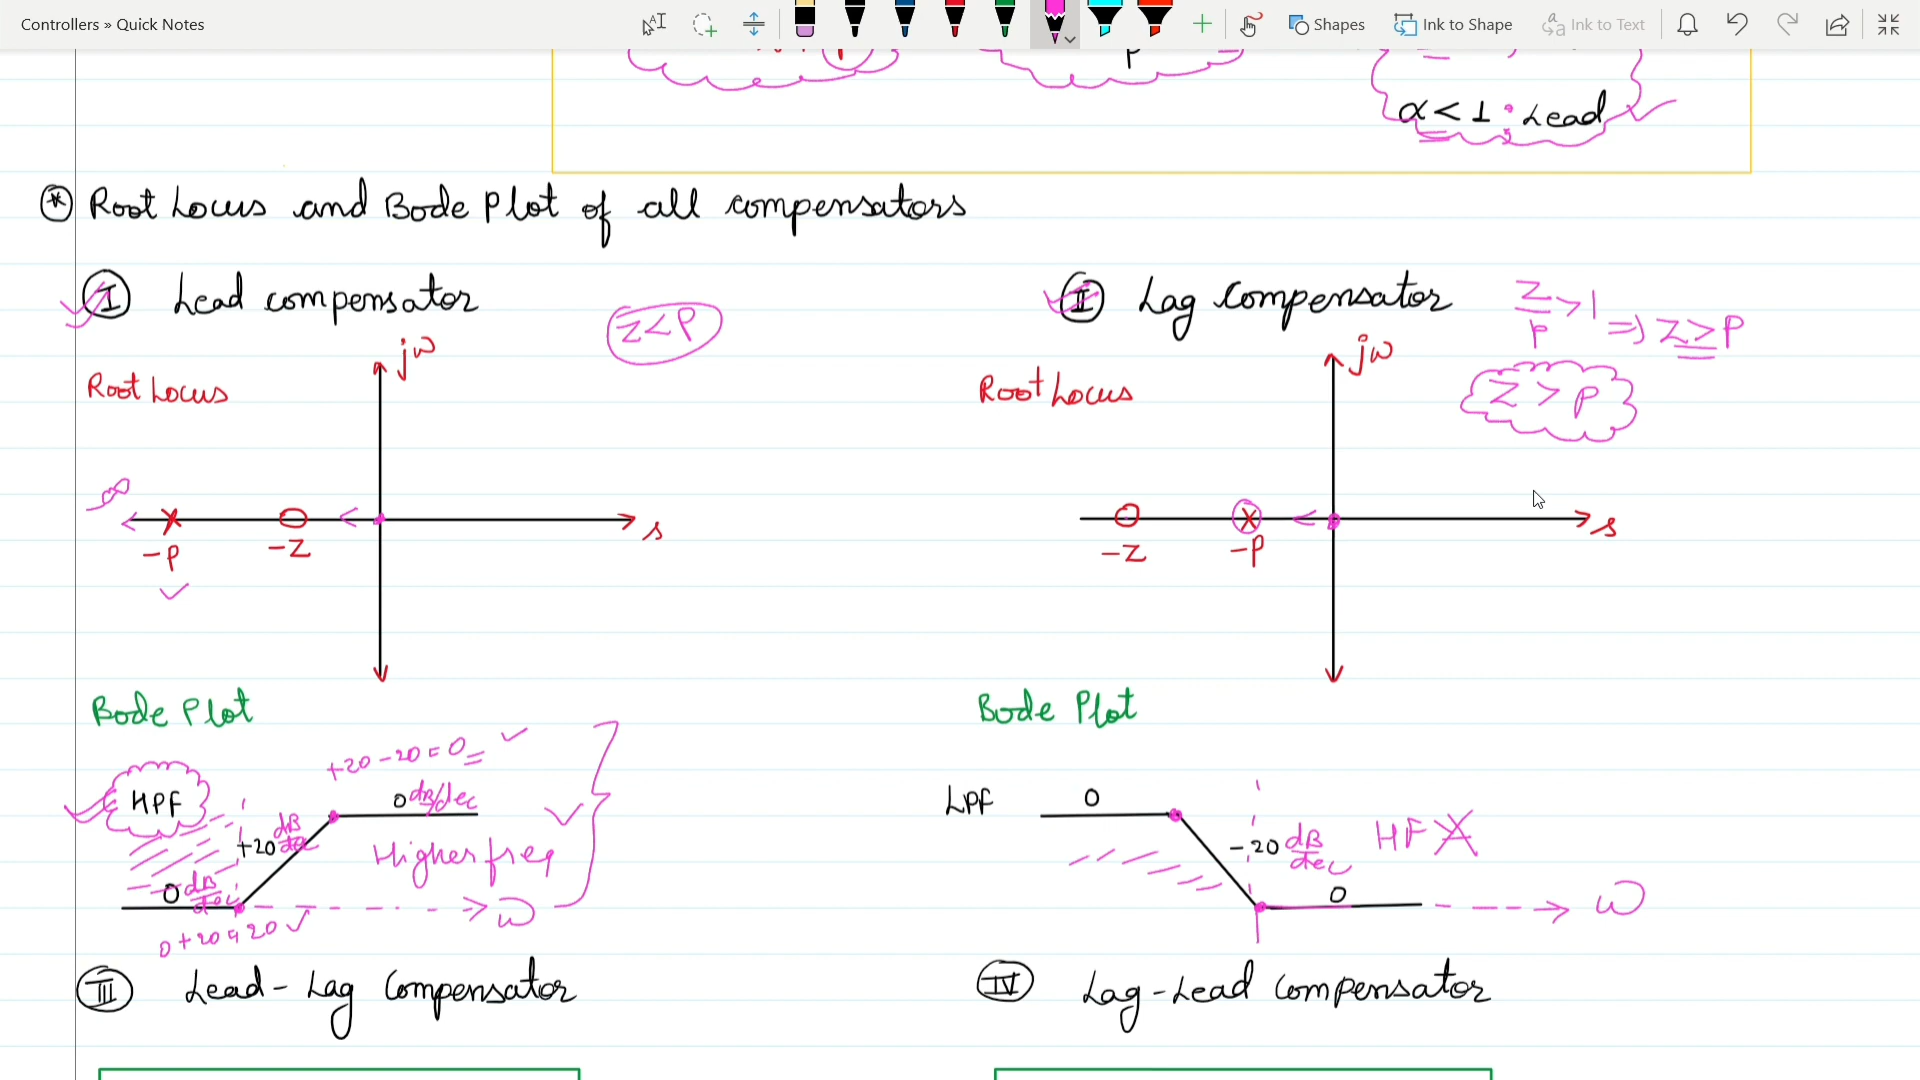 Controllers » Quick Notes
Shapes
Ink to Shape
Ink to Text
P
α < 1 : Lead
* Root Locus and Bode Plot of all compensators
I Lead compensator
z < P
Root Locus
jω
∞
-P
-z
s
Bode Plot
+20-20=0
HPF
0 dB/dec
+20 dB/dec
Higher freq
0 dB/dec
ω
0+20=20
II Lag Compensator
z/P > 1 => z > P
z > P
Root Locus
jω
-z
-P
s
Bode Plot
LPF
0
-20 dB/dec
HF
0
ω
III Lead-Lag Compensator
IV Lag-Lead Compensator